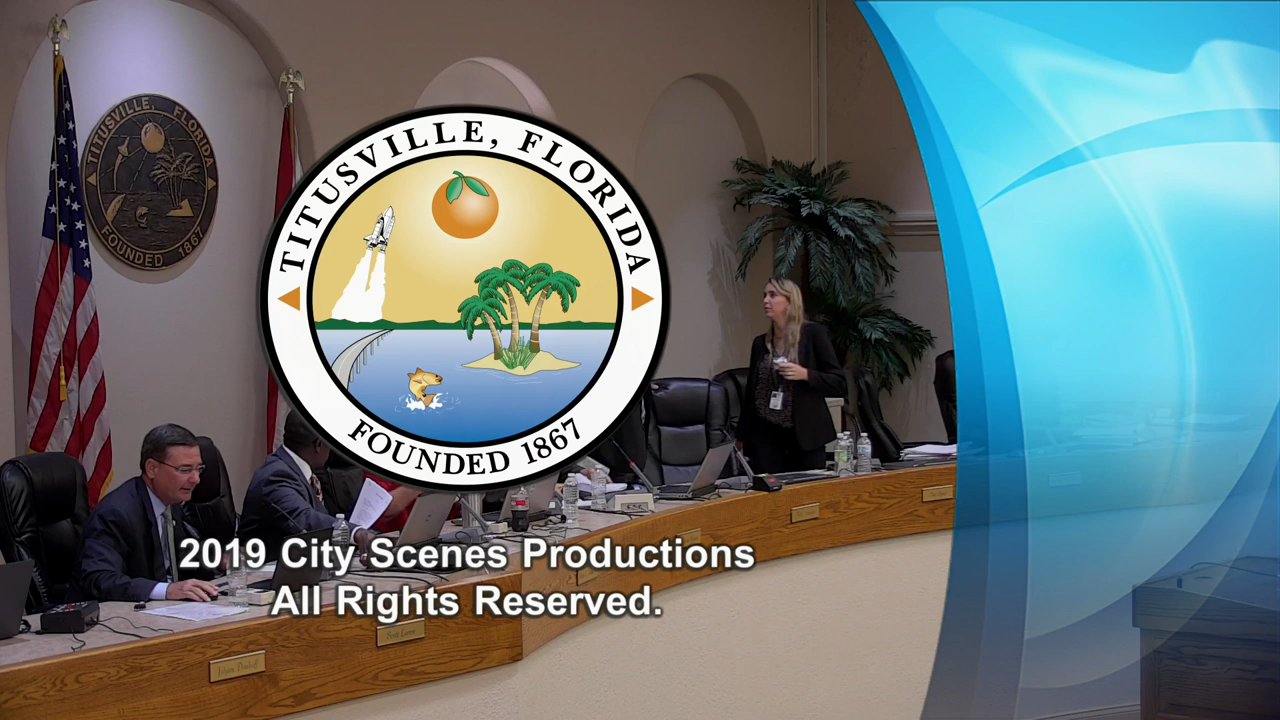 TITUSVILLE, FLORIDA
FOUNDED 1867
TITUSVILLE, FLORIDA
FOUNDED 1867
2019 City Scenes Productions
All Rights Reserved.